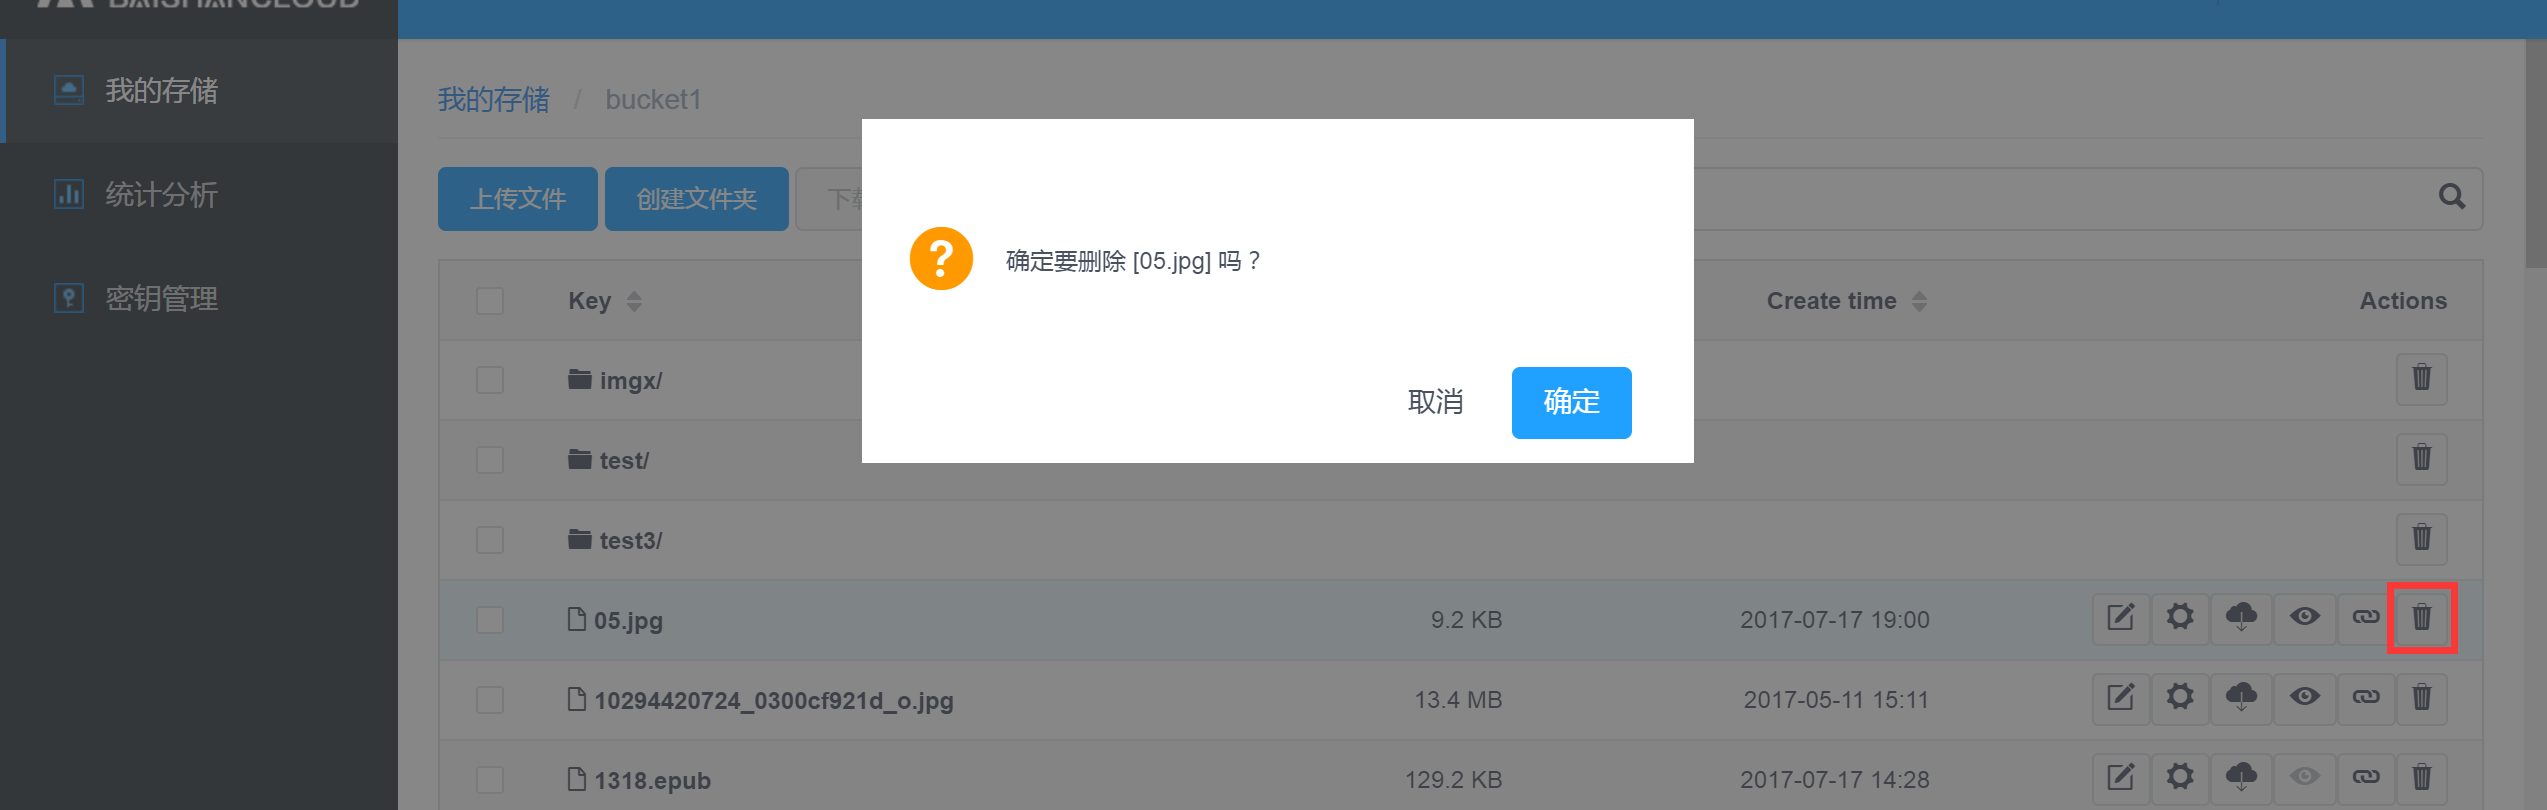 BAISHANCLOUD
我的存储
统计分析
密钥管理
我的存储 / bucket1
上传文件
创建文件夹
下载
确定要删除 [05.jpg] 吗？
取消
确定
Key
Create time
Actions
imgx/
test/
test3/
05.jpg 9.2 KB 2017-07-17 19:00
10294420724_0300cf921d_o.jpg 13.4 MB 2017-05-11 15:11
1318.epub 129.2 KB 2017-07-17 14:28